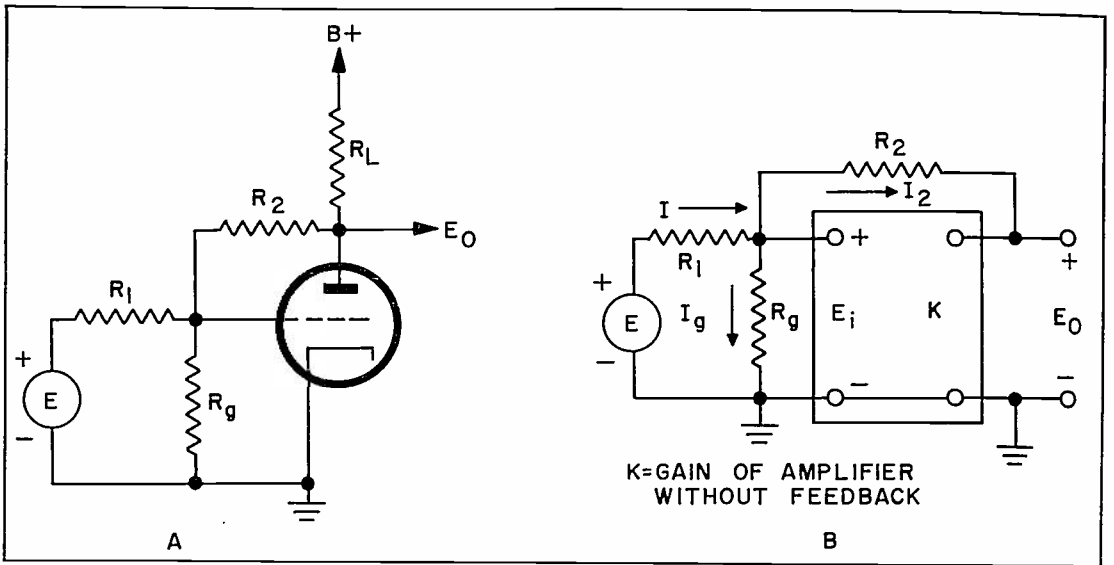 B+
R_L
R_2
E_O
R_1
+
E
−
R_g
A
R_2
I_2
I
+
R_1
+
+
E
I_g
R_g
E_i
K
E_O
−
−
−
K=GAIN OF AMPLIFIER
WITHOUT FEEDBACK
B